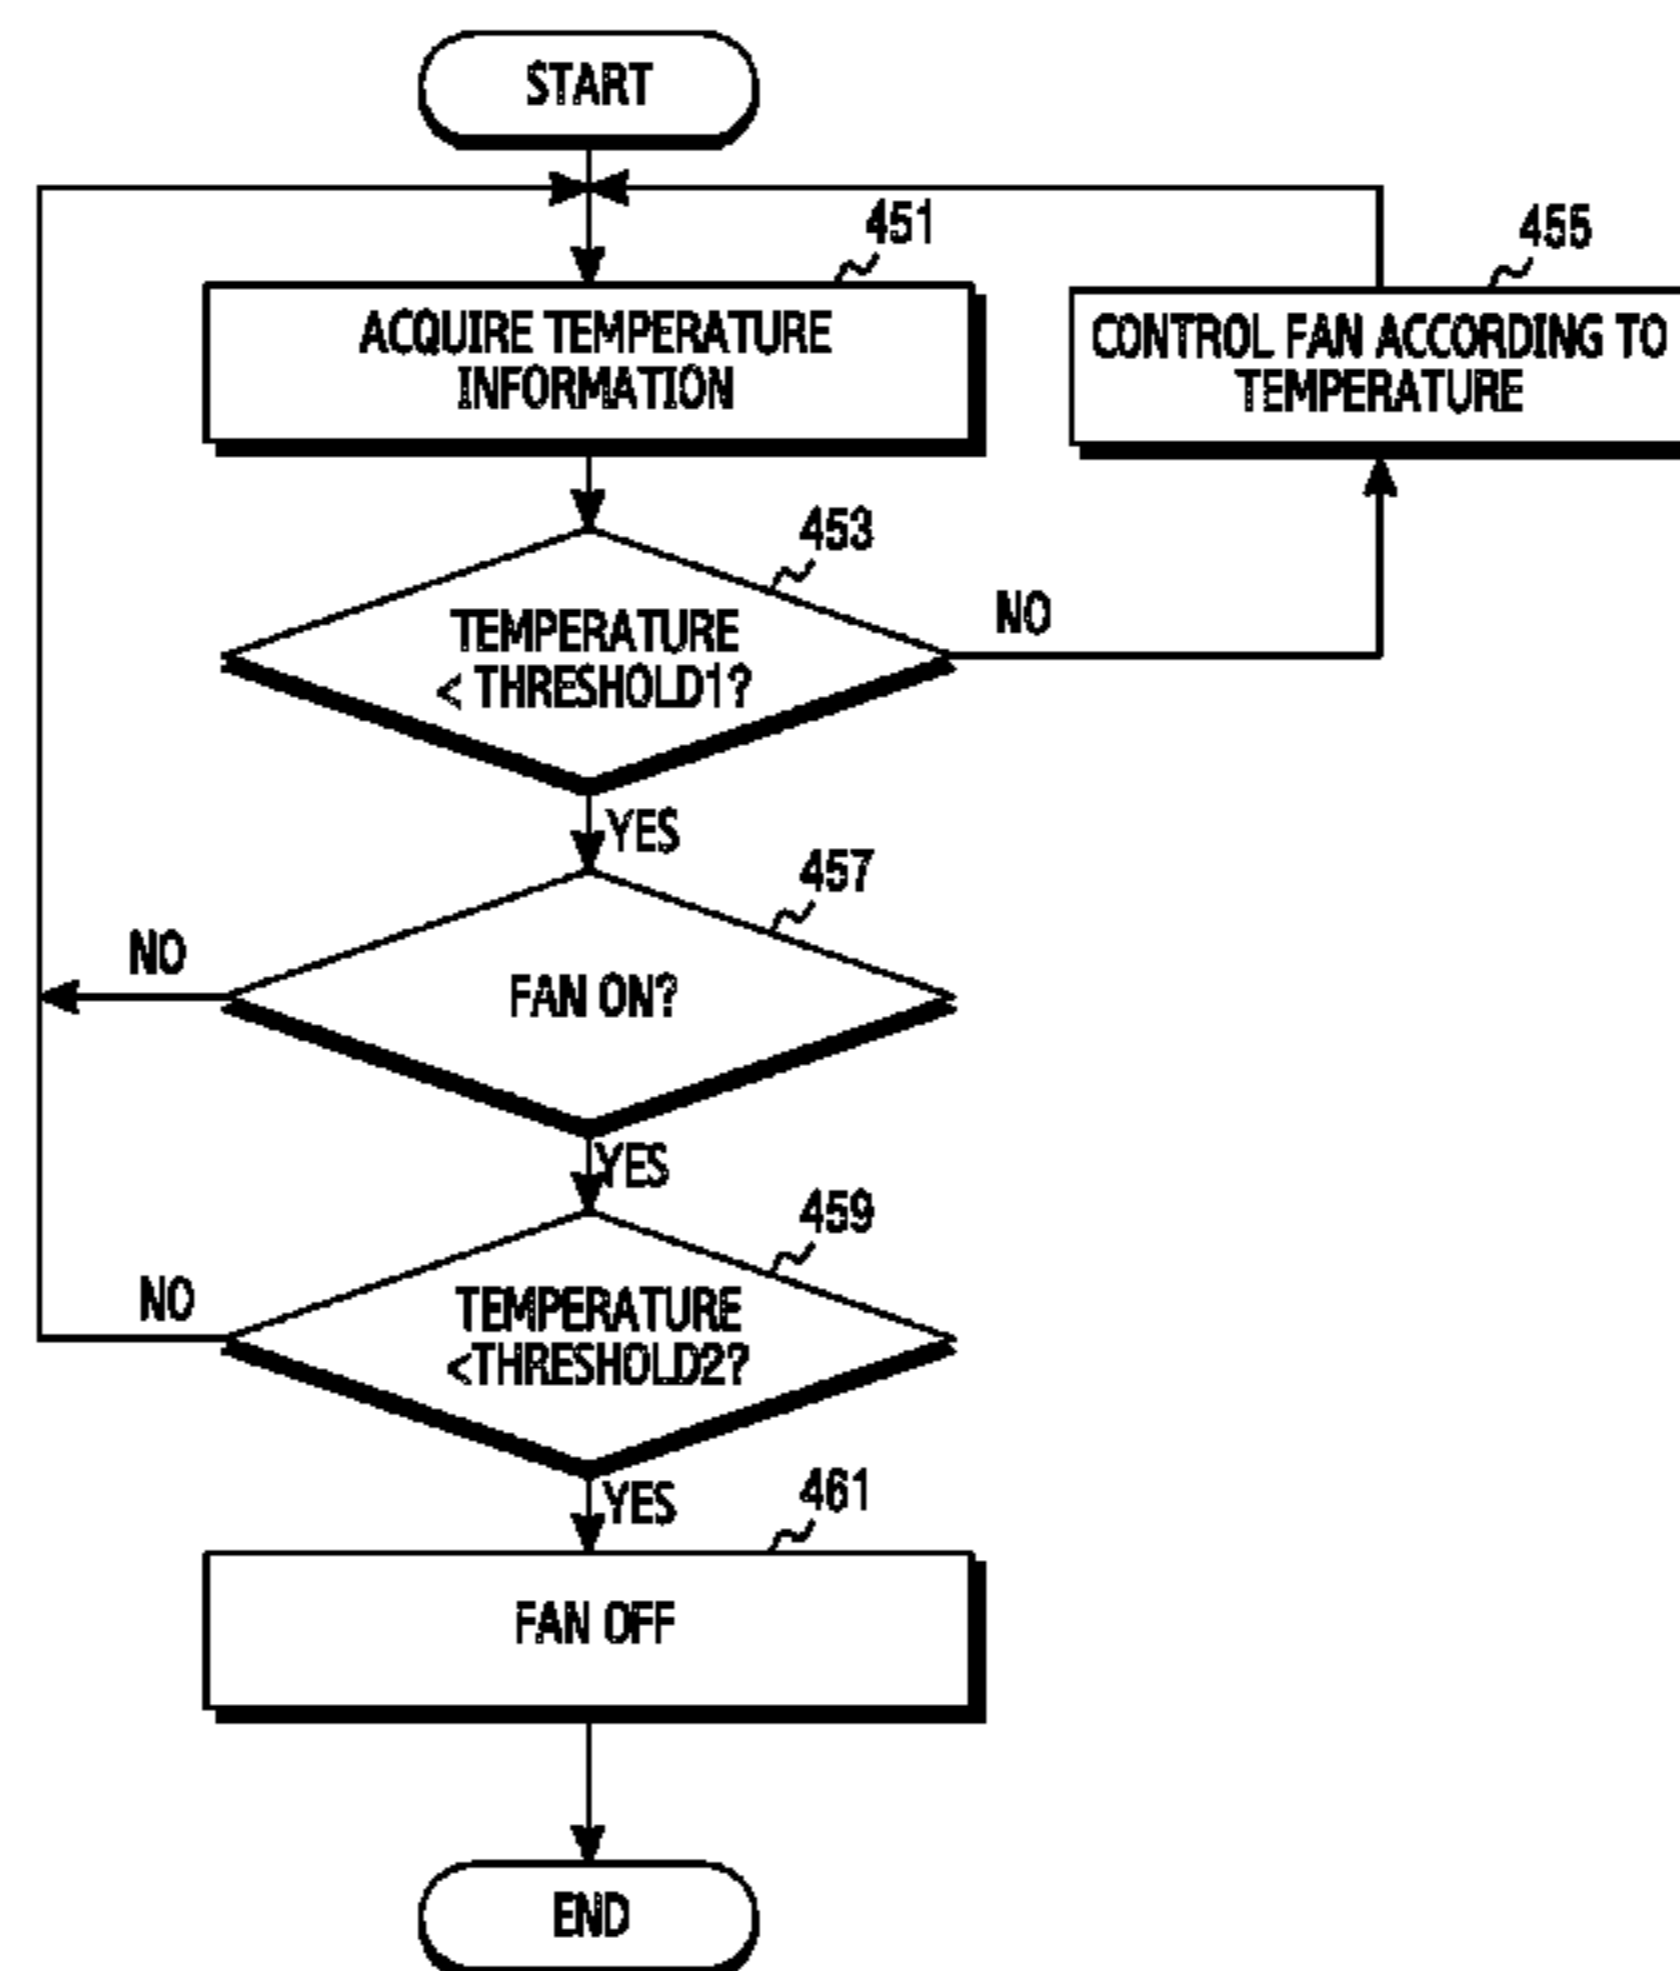 START
451
ACQUIRE TEMPERATURE
INFORMATION
455
CONTROL FAN ACCORDING TO
TEMPERATURE
453
TEMPERATURE
< THRESHOLD1?
NO
YES
457
FAN ON?
NO
YES
459
TEMPERATURE
<THRESHOLD2?
NO
YES
461
FAN OFF
END